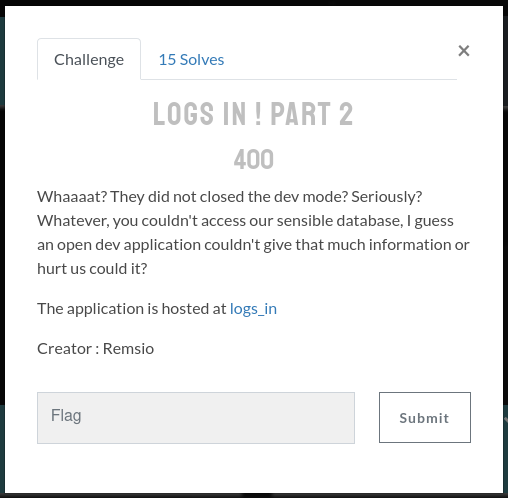 Challenge
15 Solves
×
LOGS IN ! PART 2
400
Whaaaat? They did not closed the dev mode? Seriously?
Whatever, you couldn't access our sensible database, I guess
an open dev application couldn't give that much information or
hurt us could it?
The application is hosted at logs_in
Creator : Remsio
Flag
Submit